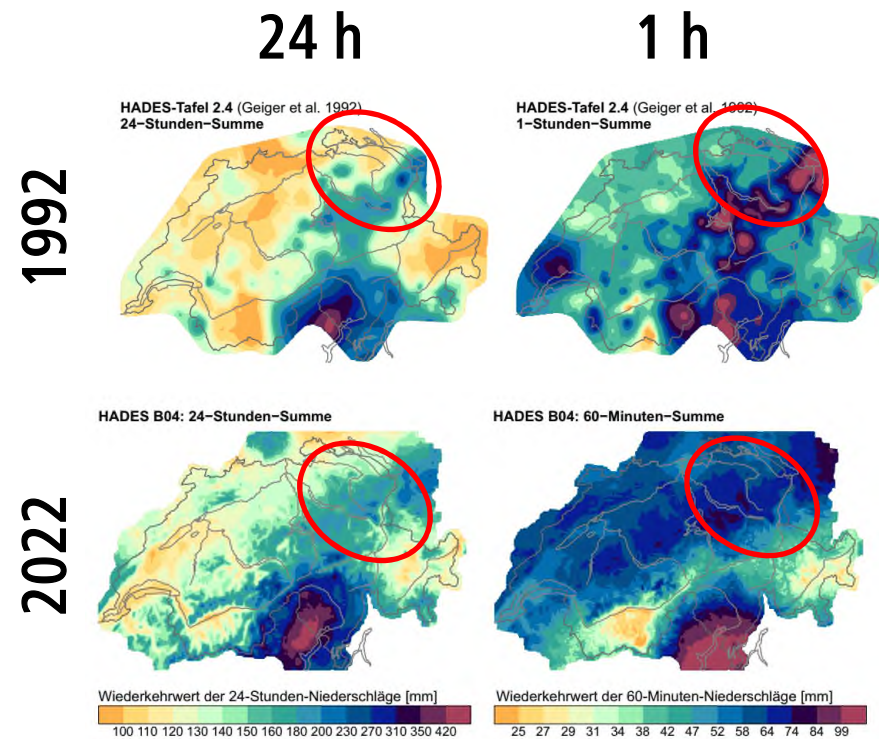 24 h
1 h
HADES-Tafel 2.4 (Geiger et al. 1992)
24−Stunden−Summe
HADES-Tafel 2.4 (Geiger et al. 1992)
1−Stunden−Summe
1992
HADES B04: 24−Stunden−Summe
HADES B04: 60−Minuten−Summe
2022
Wiederkehrwert der 24-Stunden-Niederschläge [mm]
100 110 120 130 140 160 180 200 230 270 310 350 420
Wiederkehrwert der 60-Minuten-Niederschläge [mm]
25 27 29 31 34 38 42 47 52 58 64 74 84 99